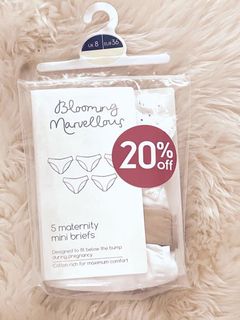 UK 8 EUR 36
Blooming
Marvellous
20%
off
5 maternity
mini briefs
Designed to fit below the bump
during pregnancy
Cotton rich for maximum comfort